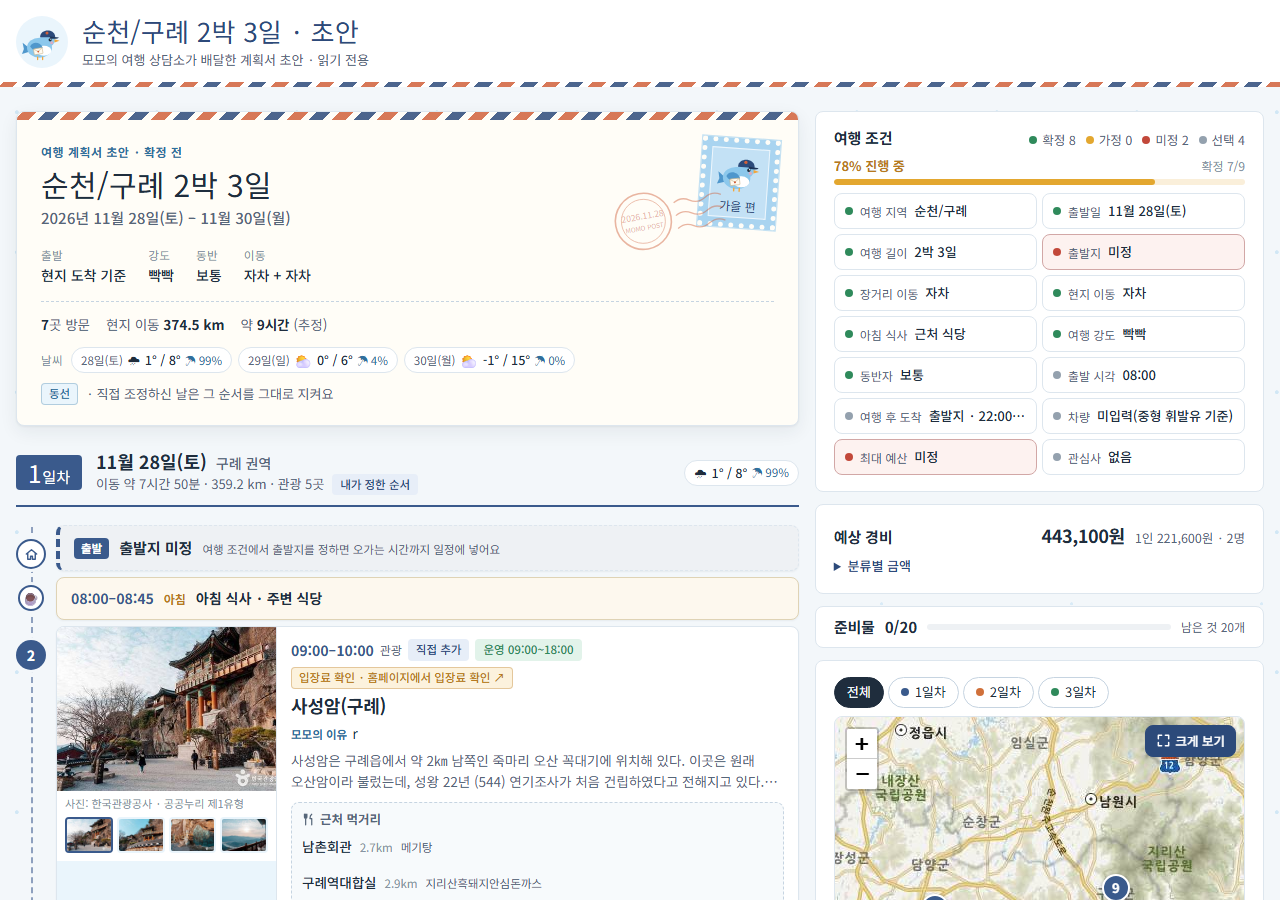 순천/구례 2박 3일 · 초안
모모의 여행 상담소가 배달한 계획서 초안 · 읽기 전용
여행 계획서 초안 · 확정 전
순천/구례 2박 3일
2026년 11월 28일(토) – 11월 30일(월)
2026.11.28
MOMO POST
가을 편
출발 강도 동반 이동
현지 도착 기준 빡빡 보통 자차 + 자차
7곳 방문 현지 이동 374.5 km 약 9시간 (추정)
날씨 28일(토) 1° / 8° 99% 29일(일) 0° / 6° 4% 30일(월) -1° / 15° 0%
동선 · 직접 조정하신 날은 그 순서를 그대로 지켜요
1일차 11월 28일(토) 구례 권역
이동 약 7시간 50분 · 359.2 km · 관광 5곳 내가 정한 순서
1° / 8° 99%
출발 출발지 미정 여행 조건에서 출발지를 정하면 오가는 시간까지 일정에 넣어요
08:00–08:45 아침 아침 식사 · 주변 식당
2
09:00–10:00 관광 직접 추가 운영 09:00~18:00
입장료 확인 · 홈페이지에서 입장료 확인 ↗
사성암(구례)
모모의 이유 r
사성암은 구례읍에서 약 2㎞ 남쪽인 죽마리 오산 꼭대기에 위치해 있다. 이곳은 원래
오산암이라 불렀는데, 성왕 22년 (544) 연기조사가 처음 건립하였다고 전해지고 있다.…
사진: 한국관광공사 · 공공누리 제1유형
근처 먹거리
남촌회관 2.7km 메기탕
구례역대합실 2.9km 지리산흑돼지안심돈까스
여행 조건 확정 8 가정 0 미정 2 선택 4
78% 진행 중 확정 7/9
여행 지역 순천/구례 출발일 11월 28일(토)
여행 길이 2박 3일 출발지 미정
장거리 이동 자차 현지 이동 자차
아침 식사 근처 식당 여행 강도 빡빡
동반자 보통 출발 시각 08:00
여행 후 도착 출발지 · 22:00… 차량 미입력(중형 휘발유 기준)
최대 예산 미정 관심사 없음
예상 경비 443,100원 1인 221,600원 · 2명
▶ 분류별 금액
준비물 0/20 남은 것 20개
전체 1일차 2일차 3일차
+
−
크게 보기
정읍시
임실군
함양군
12
내장산
국립공원
남원시
순창군
순천완주고속도로
지리산
국립공원
장성군
담양군
9